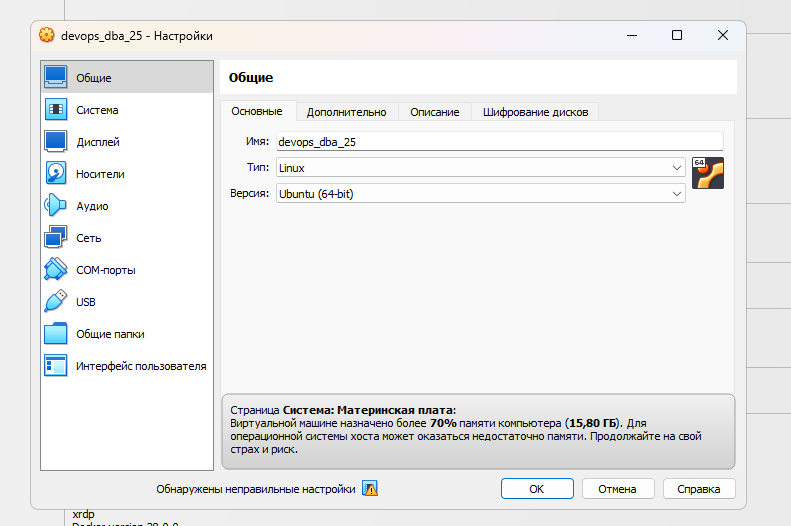 devops_dba_25 - Настройки
Общие
Система
Дисплей
Носители
Аудио
Сеть
COM-порты
USB
Общие папки
Интерфейс пользователя
Общие
Основные
Дополнительно
Описание
Шифрование дисков
Имя:
devops_dba_25
Тип:
Linux
64
Версия:
Ubuntu (64-bit)
Страница Система: Материнская плата:
Виртуальной машине назначено более 70% памяти компьютера (15,80 ГБ). Для
операционной системы хоста может оказаться недостаточно памяти. Продолжайте на свой
страх и риск.
Обнаружены неправильные настройки
OK
Отмена
Справка
xrdp
Docker version